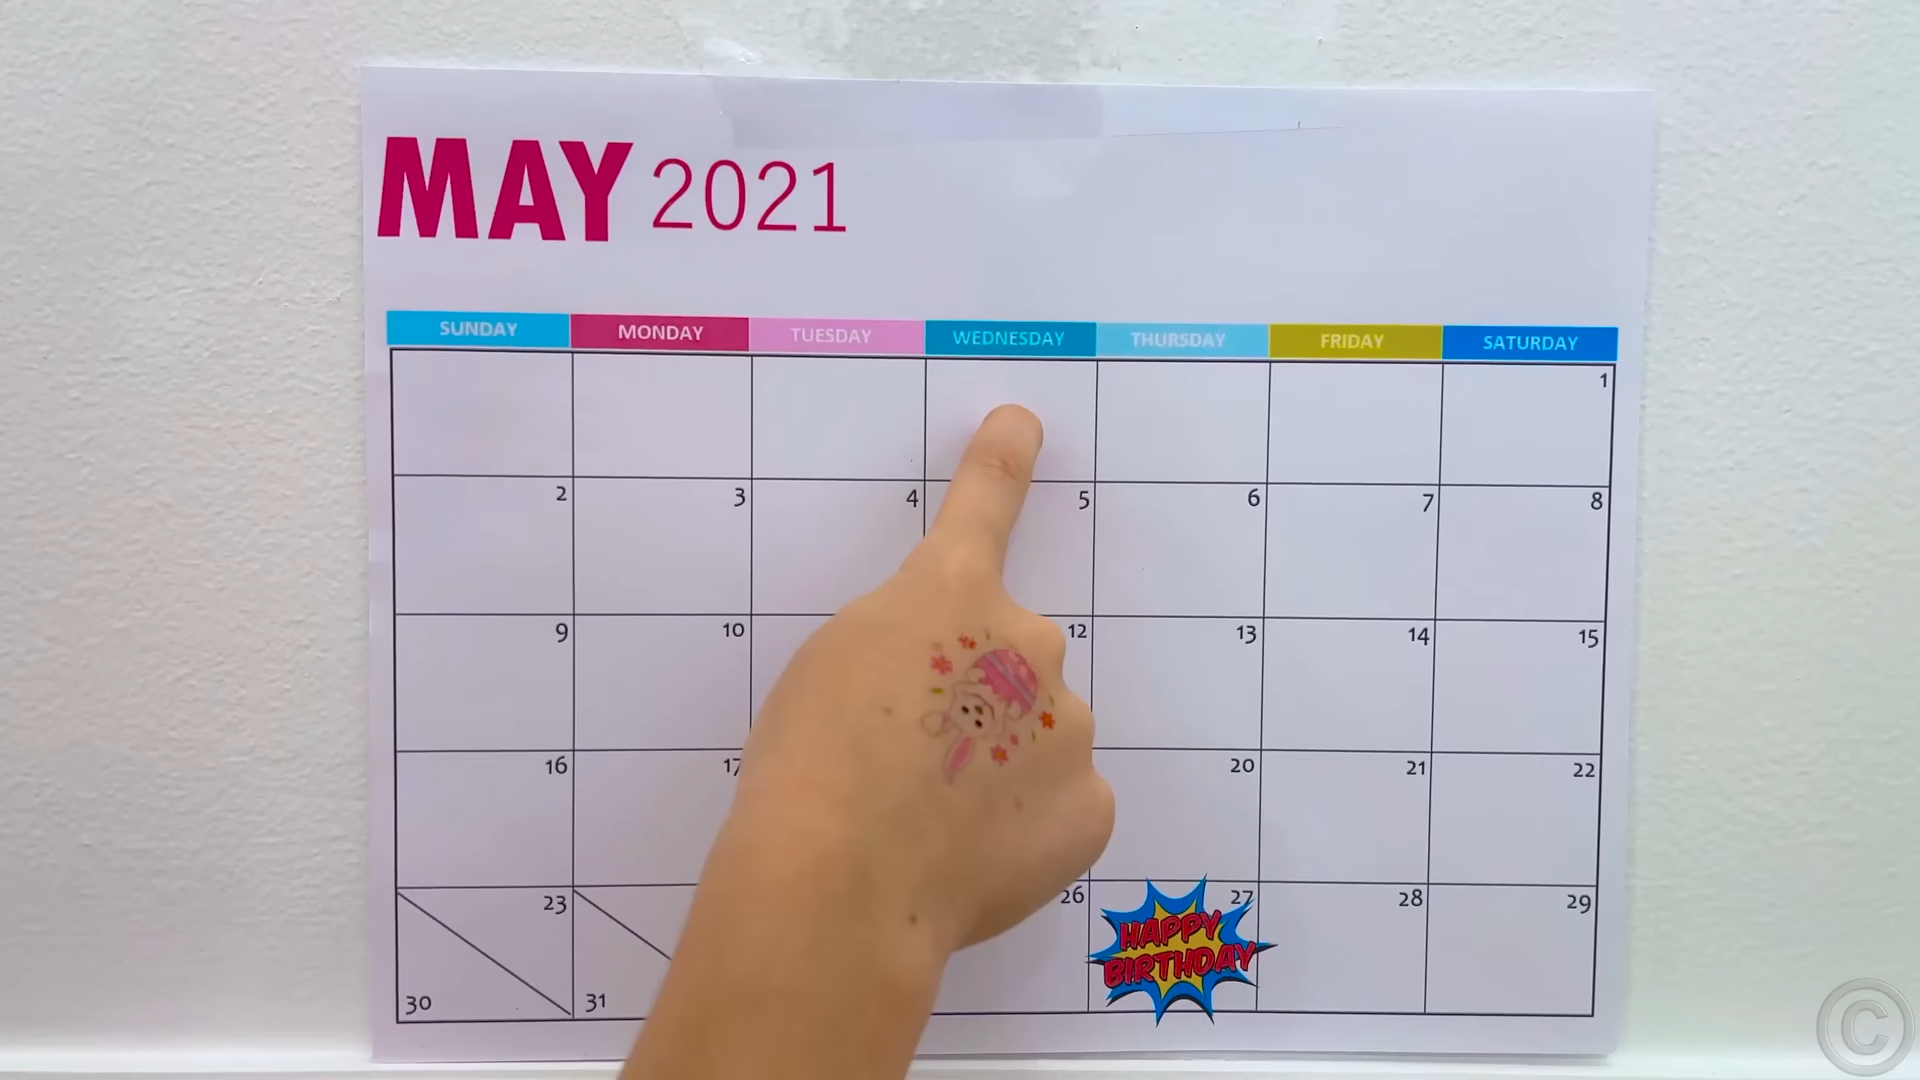 MAY 2021
SUNDAY MONDAY TUESDAY WEDNESDAY THURSDAY FRIDAY SATURDAY
1
2 3 4 5 6 7 8
9 10 12 13 14 15
16 17 20 21 22
23 26 27 28 29
HAPPY
BIRTHDAY
30 31
©